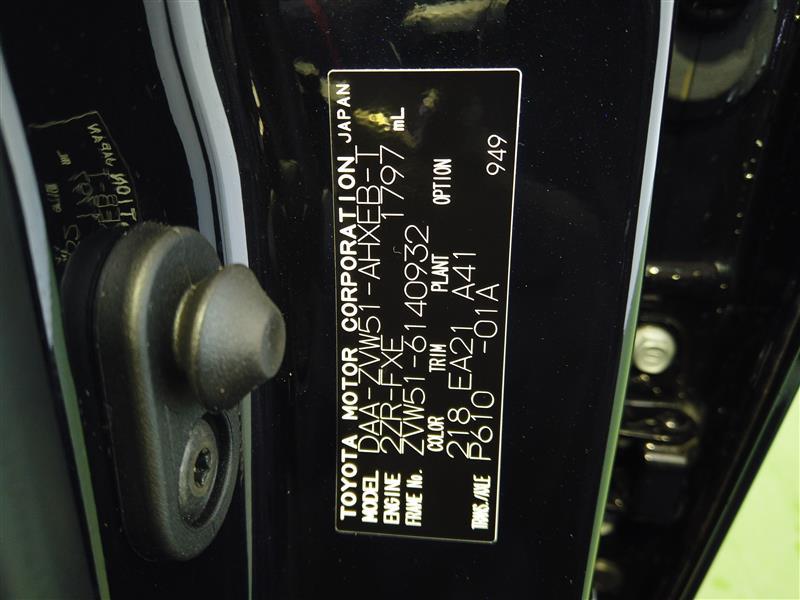 TOYOTA MOTOR CORPORATION JAPAN
MODEL DAA-ZVW51-AHXEB-T
ENGINE 2ZR-FXE 1797 mL
FRAME No. ZVW51-6140932
COLOR TRIM PLANT OPTION
218 EA21 A41
TRANS./AXLE P610 -01A 949